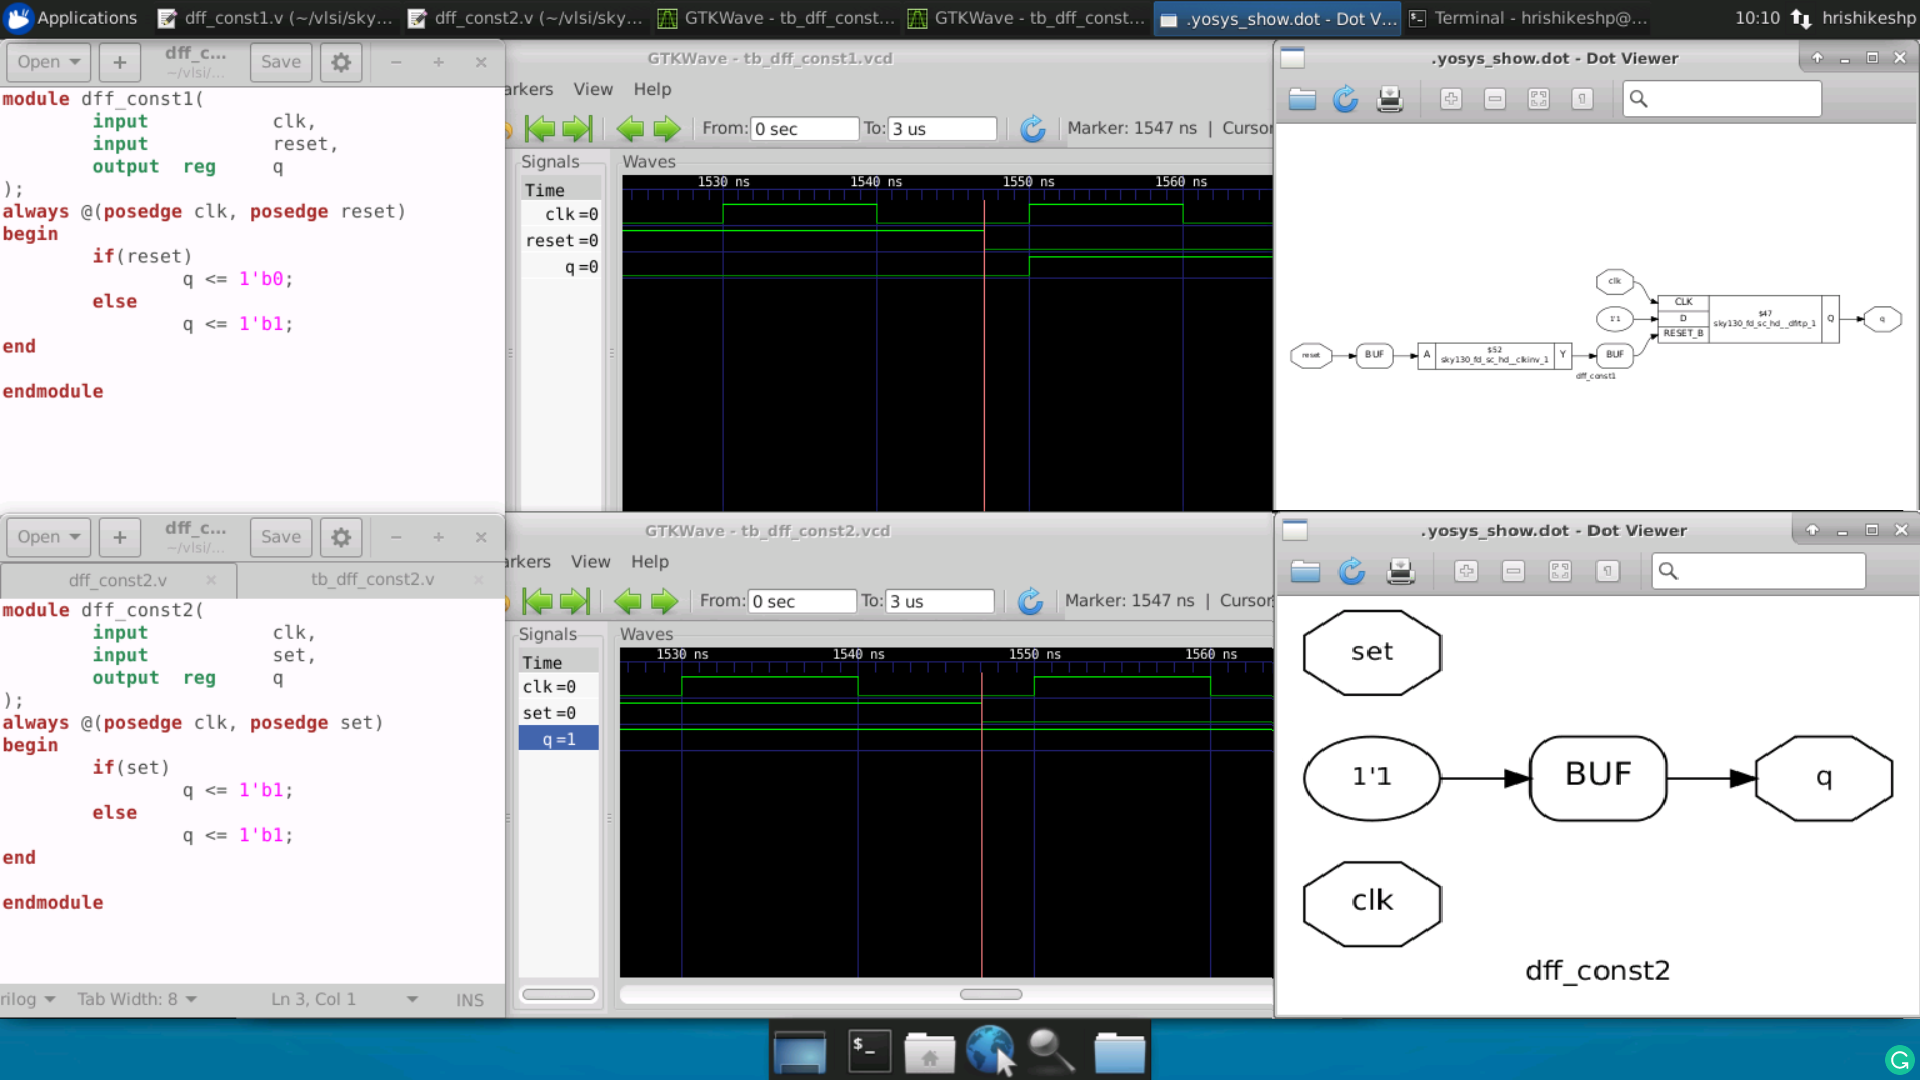 Applications
dff_const1.v (~/vlsi/sky...
dff_const2.v (~/vlsi/sky...
GTKWave - tb_dff_const...
GTKWave - tb_dff_const...
.yosys_show.dot - Dot V...
Terminal - hrishikeshp@...
10:10
hrishikeshp
Open
+
dff_c...
~/vlsi/...
Save
module dff_const1(
input clk,
input reset,
output reg q
);
always @(posedge clk, posedge reset)
begin
if(reset)
q <= 1'b0;
else
q <= 1'b1;
end
endmodule
GTKWave - tb_dff_const1.vcd
arkers View Help
From: 0 sec To: 3 us
Marker: 1547 ns | Cursor
Signals
Waves
Time
clk=0
reset=0
q=0
1530 ns 1540 ns 1550 ns 1560 ns
.yosys_show.dot - Dot Viewer
clk
1'1
reset
BUF
A
$52
sky130_fd_sc_hd__clkinv_1
Y
BUF
CLK
D
RESET_B
$47
sky130_fd_sc_hd__dfrtp_1
Q
q
dff_const1
Open
+
dff_c...
~/vlsi/...
Save
dff_const2.v
tb_dff_const2.v
module dff_const2(
input clk,
input set,
output reg q
);
always @(posedge clk, posedge set)
begin
if(set)
q <= 1'b1;
else
q <= 1'b1;
end
endmodule
rilog
Tab Width: 8
Ln 3, Col 1
INS
GTKWave - tb_dff_const2.vcd
rkers View Help
From: 0 sec To: 3 us
Marker: 1547 ns | Cursor
Signals
Waves
Time
clk=0
set=0
q=1
1530 ns 1540 ns 1550 ns 1560 ns
.yosys_show.dot - Dot Viewer
set
1'1
BUF
q
clk
dff_const2
$_
G